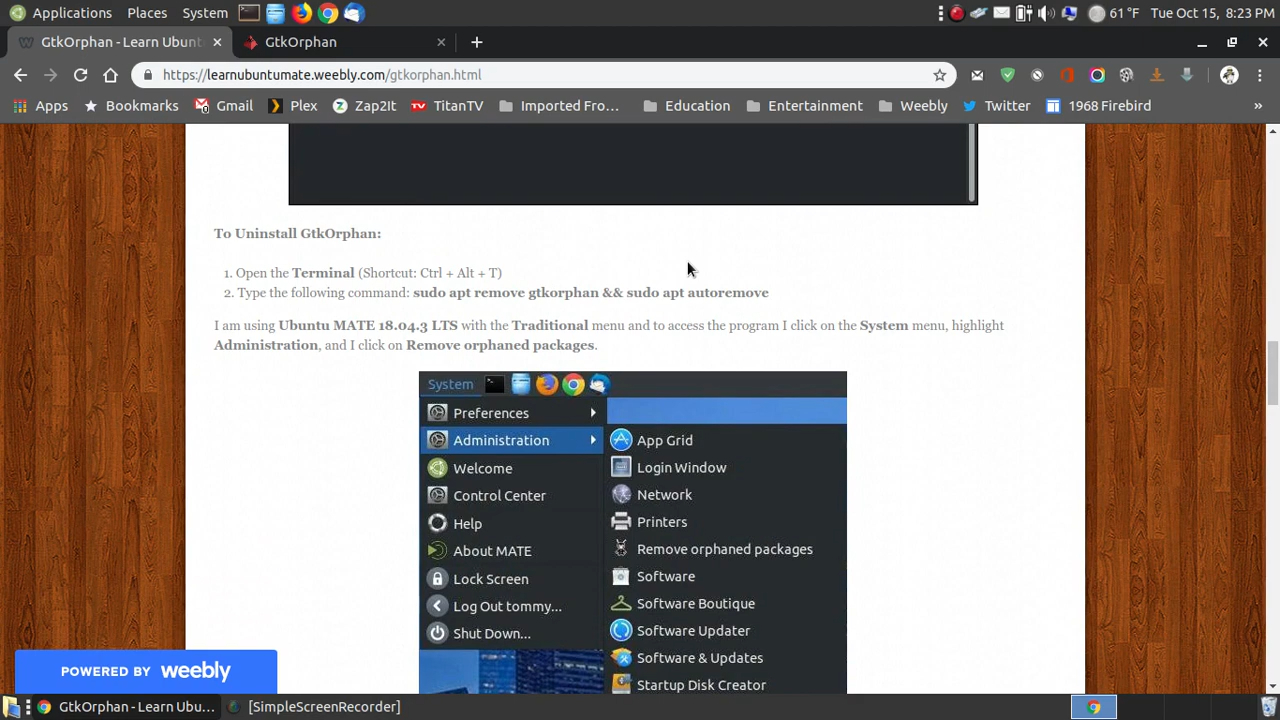 Applications Places System 61 °F Tue Oct 15, 8:23 PM
GtkOrphan - Learn Ubunt
GtkOrphan
https://learnubuntumate.weebly.com/gtkorphan.html
Apps Bookmarks Gmail Plex Zap2It TitanTV Imported Fro... Education Entertainment Weebly Twitter 1968 Firebird »
To Uninstall GtkOrphan:
1. Open the Terminal (Shortcut: Ctrl + Alt + T)
2. Type the following command: sudo apt remove gtkorphan && sudo apt autoremove
I am using Ubuntu MATE 18.04.3 LTS with the Traditional menu and to access the program I click on the System menu, highlight
Administration, and I click on Remove orphaned packages.
System
Preferences
Administration
Welcome
Control Center
Help
About MATE
Lock Screen
Log Out tommy...
Shut Down...
App Grid
Login Window
Network
Printers
Remove orphaned packages
Software
Software Boutique
Software Updater
Software & Updates
Startup Disk Creator
POWERED BY weebly
GtkOrphan - Learn Ubu...
[SimpleScreenRecorder]